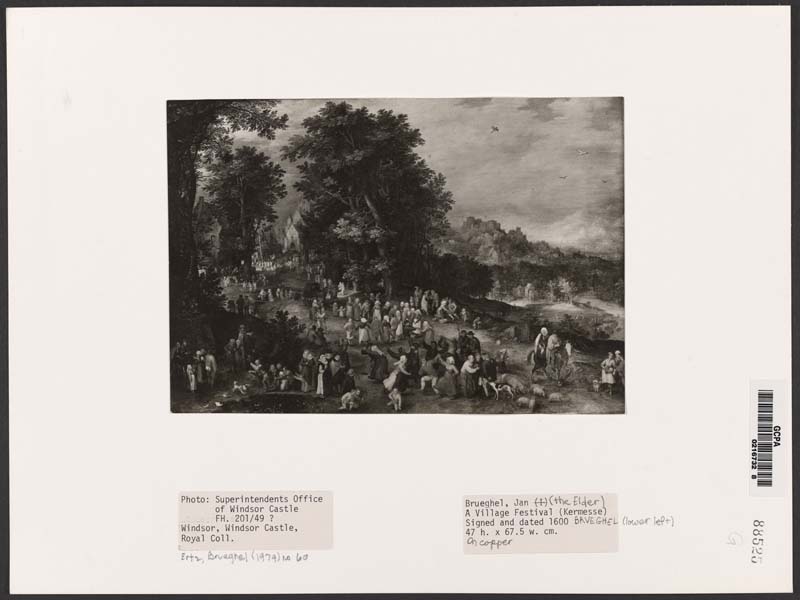 Photo: Superintendents Office
of Windsor Castle
FH. 201/49 ?
Windsor, Windsor Castle,
Royal Coll.
Ertz, Brueghel (1979) no 60
Brueghel, Jan (I) (the Elder)
A Village Festival (Kermesse)
Signed and dated 1600 BRVEGHEL (lower left)
47 h. x 67.5 w. cm.
On copper
GCPA
0216732 8
88525